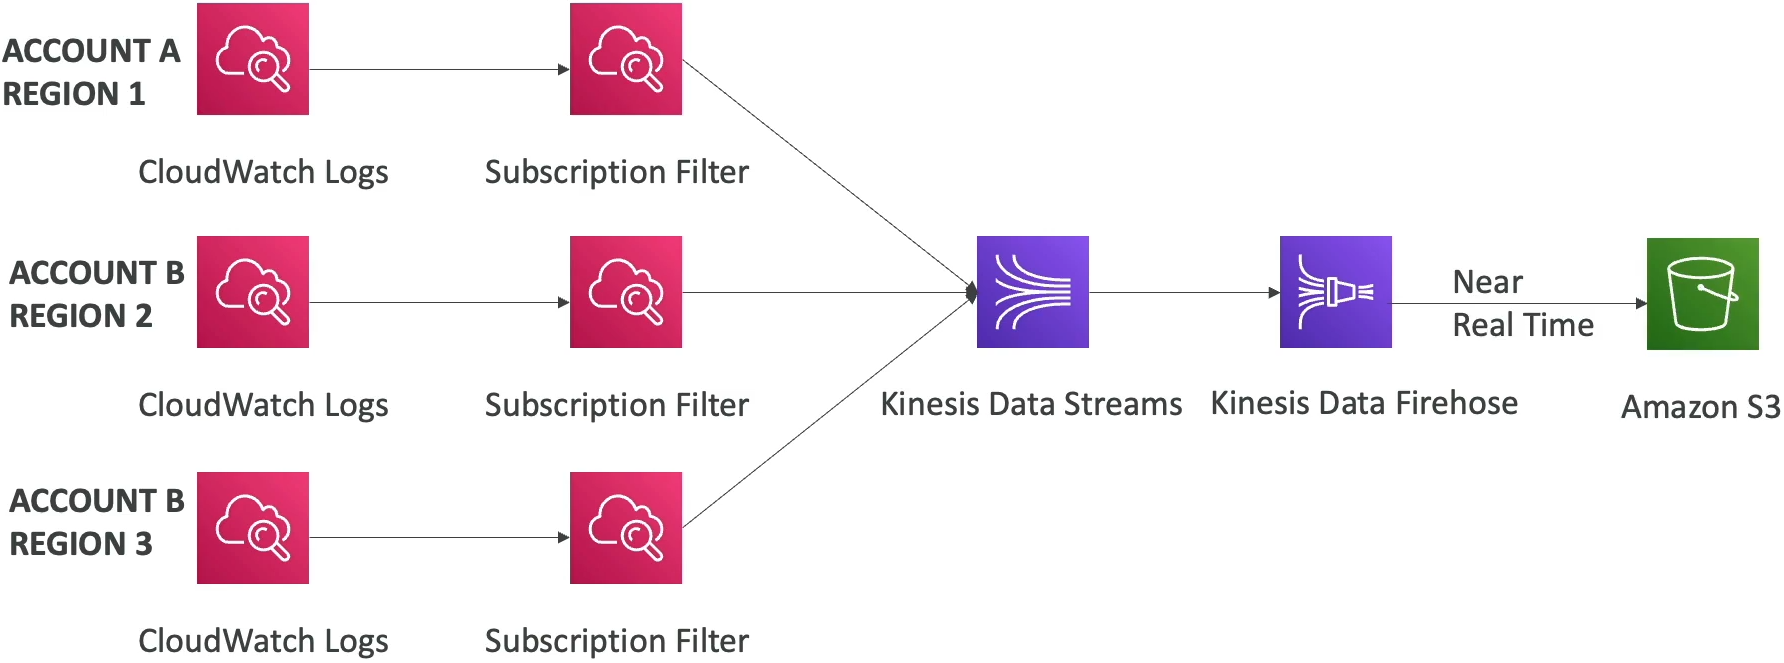 ACCOUNT A
REGION 1
CloudWatch Logs
Subscription Filter
ACCOUNT B
REGION 2
CloudWatch Logs
Subscription Filter
Kinesis Data Streams
Kinesis Data Firehose
Near
Real Time
Amazon S3
ACCOUNT B
REGION 3
CloudWatch Logs
Subscription Filter